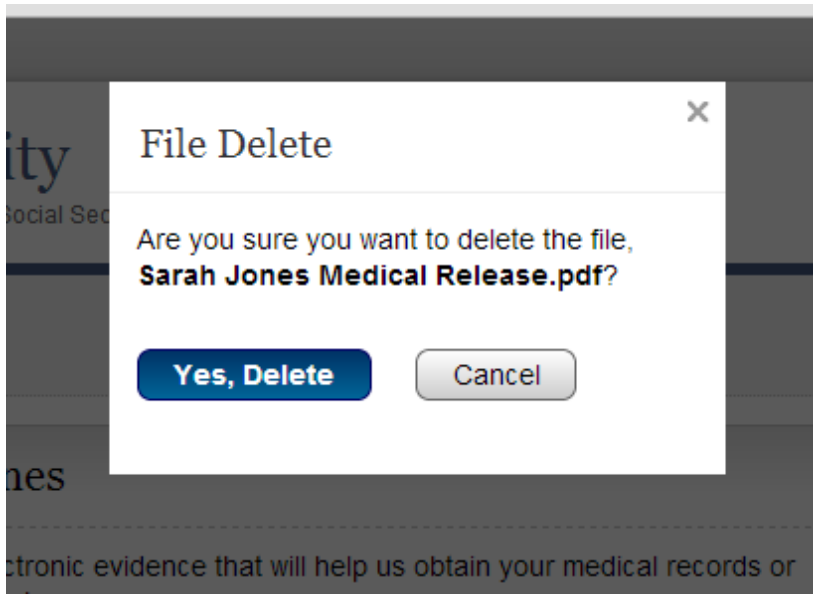 File Delete
ity
Social Sec
Are you sure you want to delete the file,
Sarah Jones Medical Release.pdf?
Yes, Delete
Cancel
mes
ctronic evidence that will help us obtain your medical records or